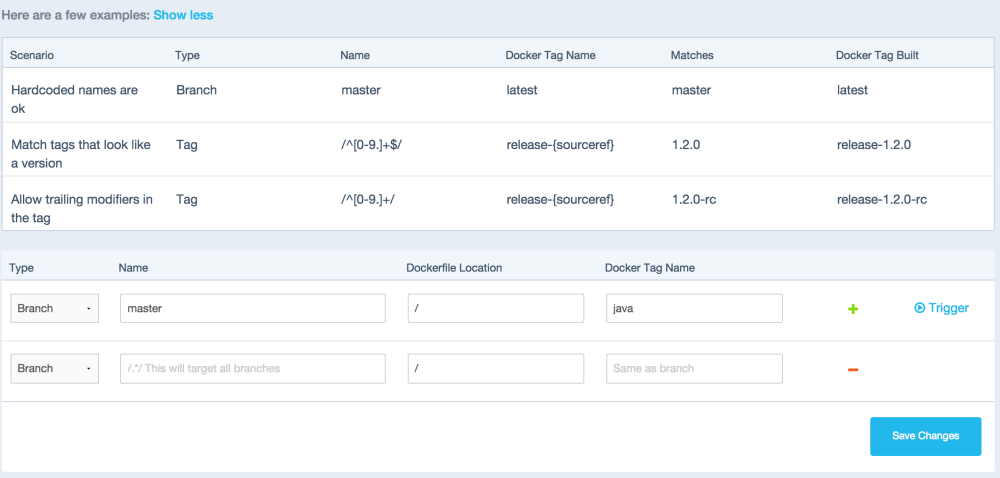 Here are a few examples: Show less
Scenario Type Name Docker Tag Name Matches Docker Tag Built
Hardcoded names are Branch master latest master latest
ok
Match tags that look like Tag /^[0-9.]+$/ release-{sourceref} 1.2.0 release-1.2.0
a version
Allow trailing modifiers in Tag /^[0-9.]+/ release-{sourceref} 1.2.0-rc release-1.2.0-rc
the tag
Type Name Dockerfile Location Docker Tag Name
Branch master / java + Trigger
Branch /.*/ This will target all branches / Same as branch −
Save Changes